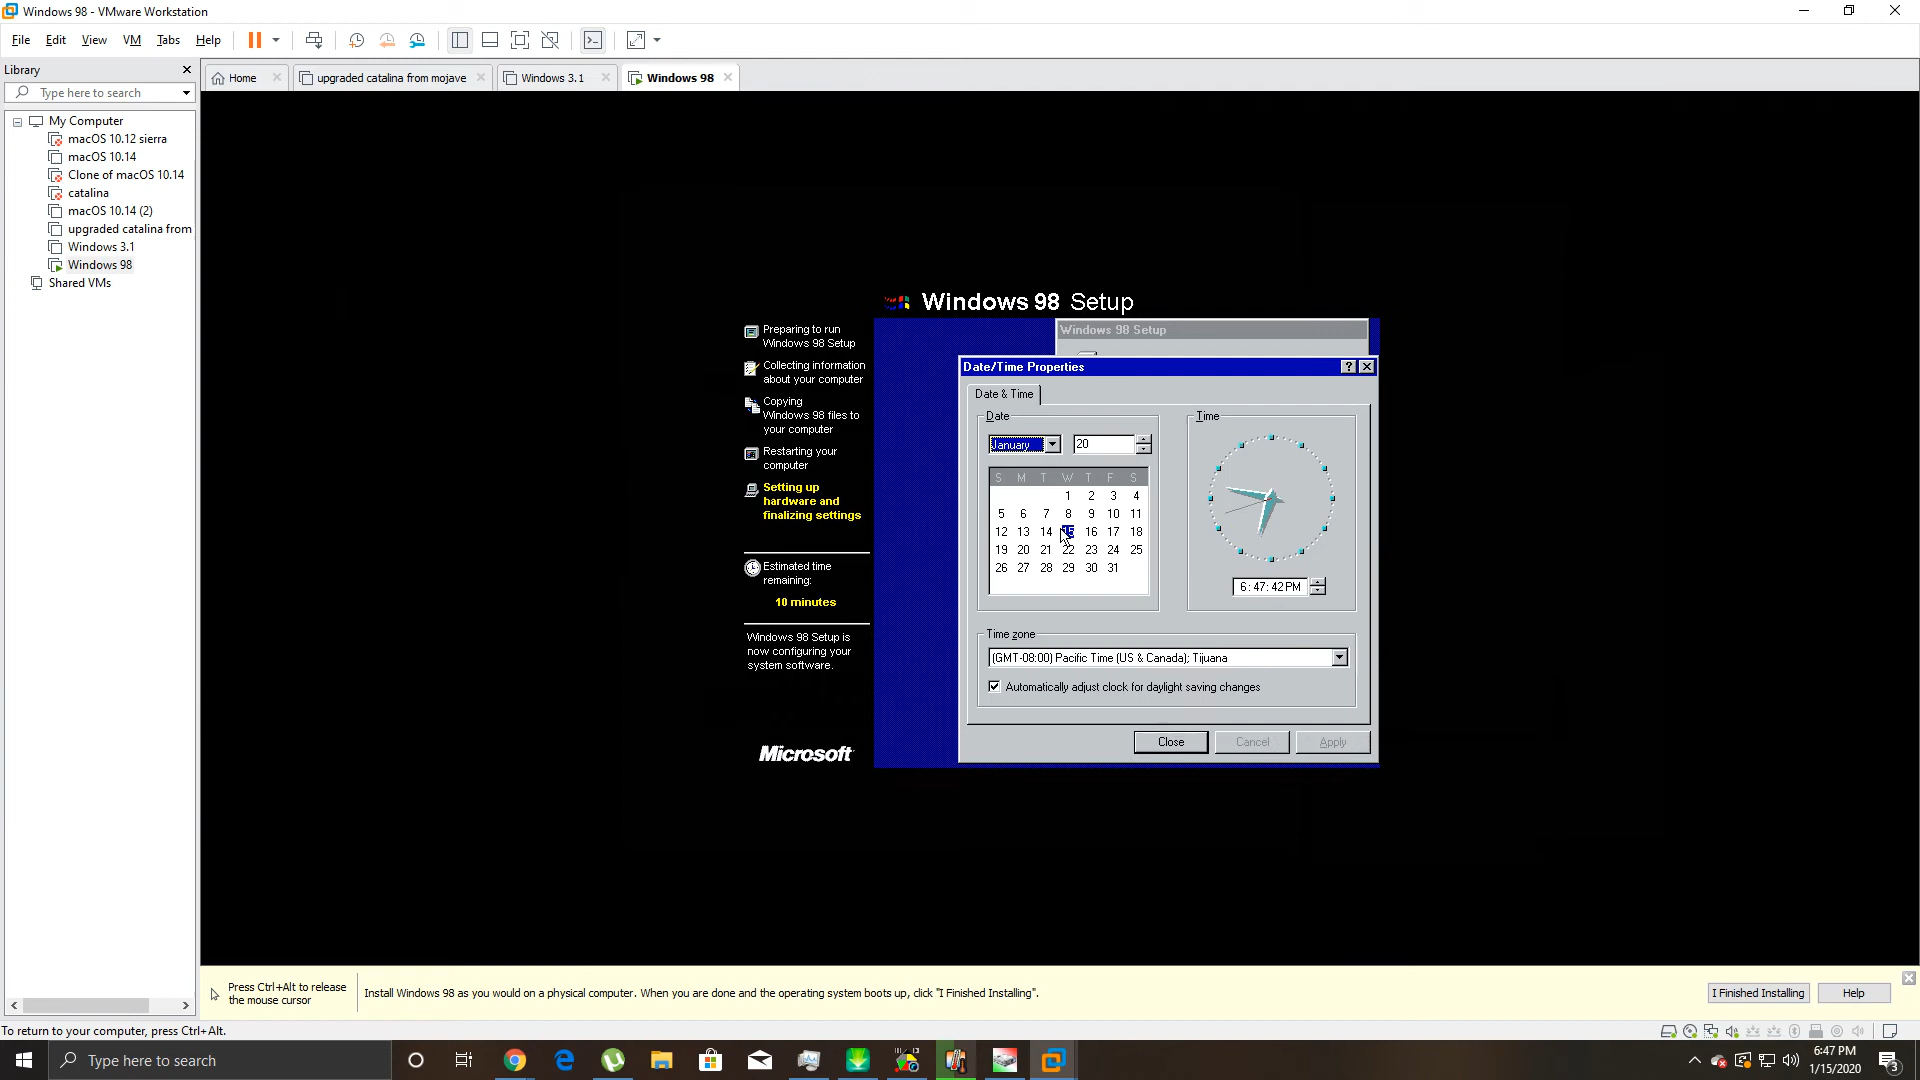 Windows 98 - VMware Workstation
File Edit View VM Tabs Help
Library
Type here to search
My Computer
macOS 10.12 sierra
macOS 10.14
Clone of macOS 10.14
catalina
macOS 10.14 (2)
upgraded catalina from
Windows 3.1
Windows 98
Shared VMs
Home
upgraded catalina from mojave
Windows 3.1
Windows 98
Windows 98 Setup
Preparing to run
Windows 98 Setup
Collecting information
about your computer
Copying
Windows 98 files to
your computer
Restarting your
computer
Setting up
hardware and
finalizing settings
Estimated time
remaining:
10 minutes
Windows 98 Setup is
now configuring your
system software.
Microsoft
Windows 98 Setup
Date/Time Properties
Date & Time
Date
January 20
S M T W T F S
1 2 3 4
5 6 7 8 9 10 11
12 13 14 15 16 17 18
19 20 21 22 23 24 25
26 27 28 29 30 31
Time
6:47:42 PM
Time zone
(GMT-08:00) Pacific Time (US & Canada); Tijuana
Automatically adjust clock for daylight saving changes
Close Cancel Apply
Press Ctrl+Alt to release
the mouse cursor
Install Windows 98 as you would on a physical computer. When you are done and the operating system boots up, click "I Finished Installing".
I Finished Installing
Help
To return to your computer, press Ctrl+Alt.
Type here to search
6:47 PM
1/15/2020
3